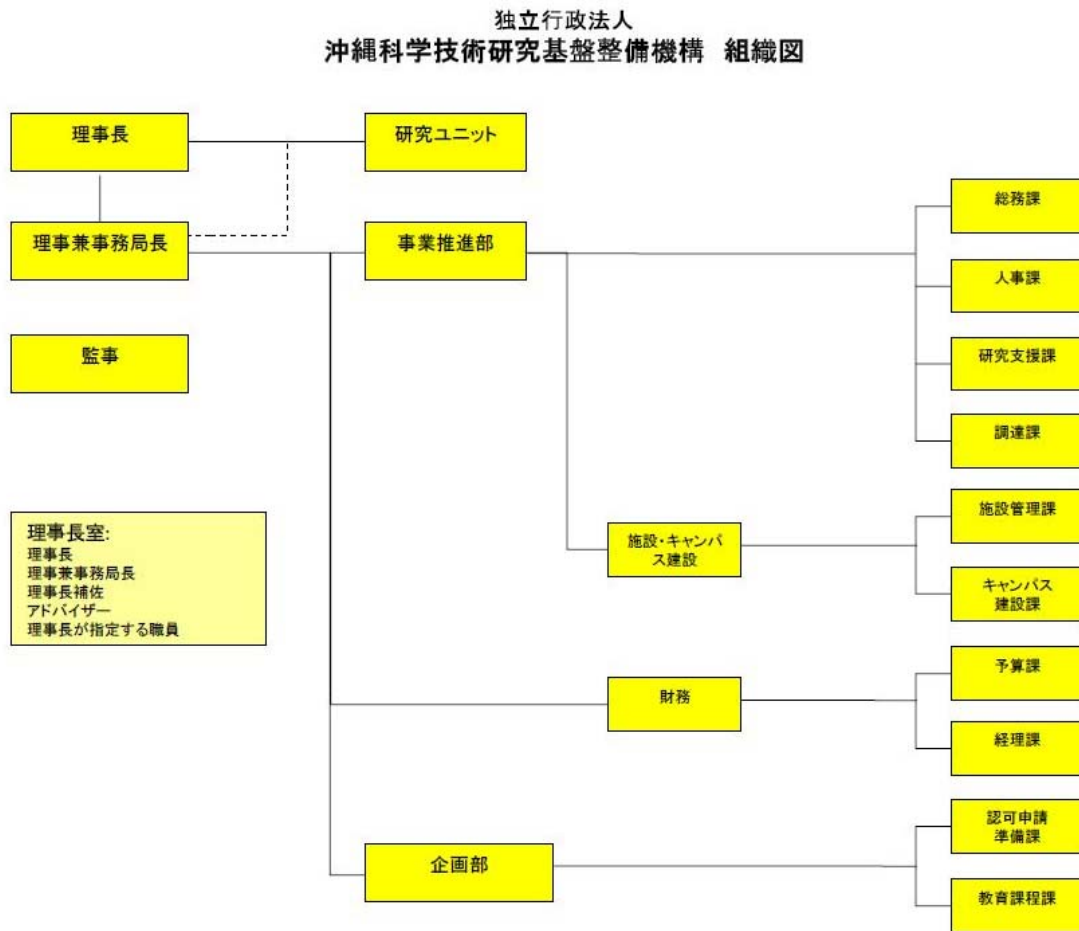 独立行政法人
沖縄科学技術研究基盤整備機構 組織図
理事長
研究ユニット
総務課
理事兼事務局長
事業推進部
人事課
監事
研究支援課
調達課
理事長室:
理事長
理事兼事務局長
理事長補佐
アドバイザー
理事長が指定する職員
施設・キャンパ
ス建設
施設管理課
キャンパス
建設課
財務
予算課
経理課
企画部
認可申請
準備課
教育課程課